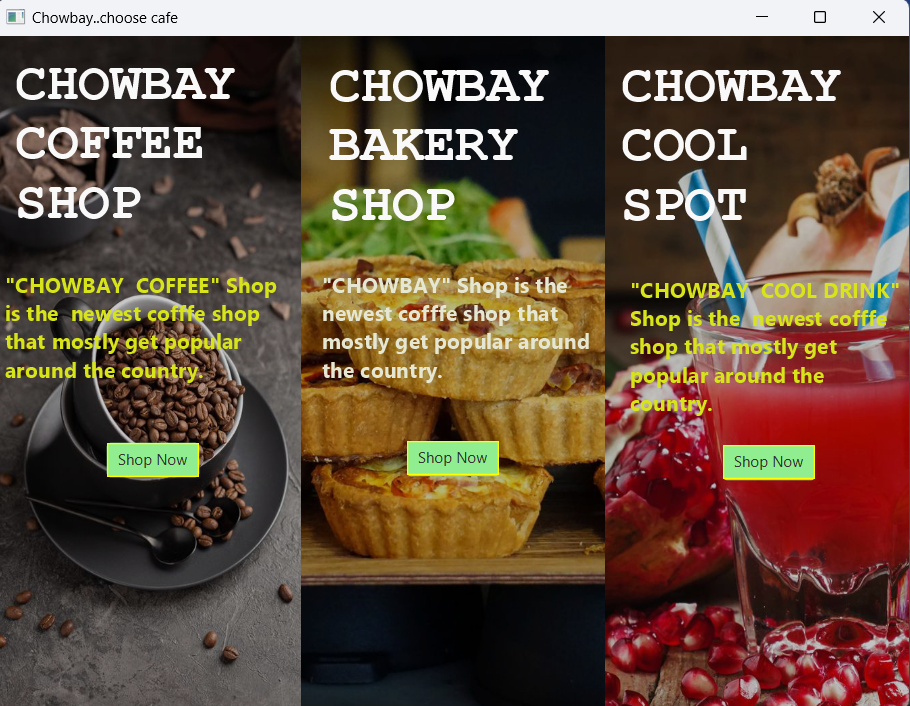 Chowbay..choose cafe
CHOWBAY
COFFEE
SHOP
"CHOWBAY  COFFEE" Shop
is the  newest cofffe shop
that mostly get popular
around the country.
Shop Now
CHOWBAY
BAKERY
SHOP
"CHOWBAY" Shop is the
newest cofffe shop that
mostly get popular around
the country.
Shop Now
CHOWBAY
COOL
SPOT
"CHOWBAY  COOL DRINK"
Shop is the  newest cofffe
shop that mostly get
popular around the
country.
Shop Now